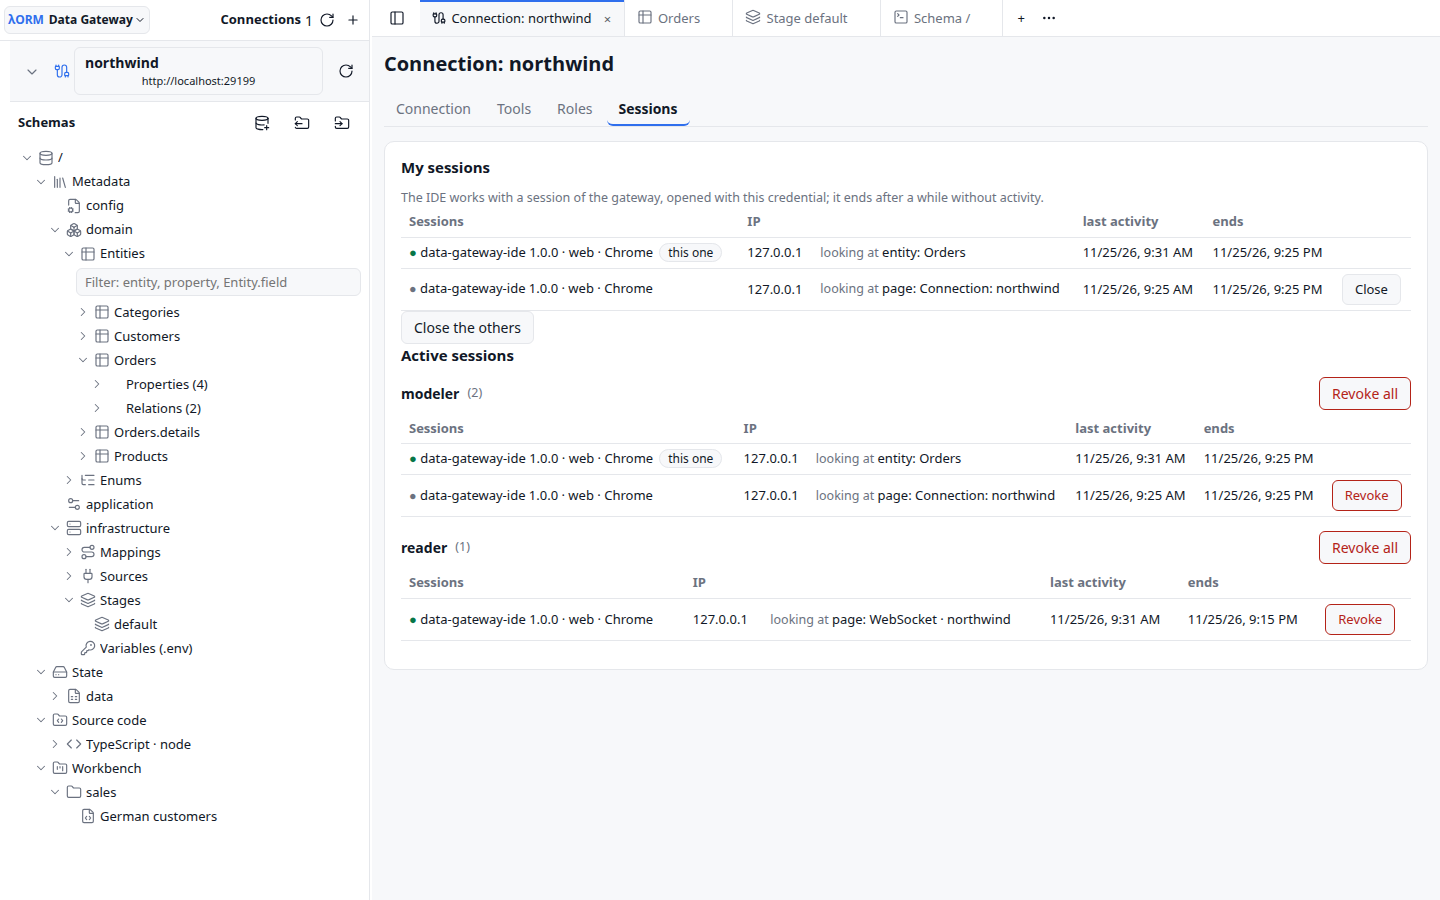 λORM Data Gateway
Connections 1
northwind
http://localhost:29199
Schemas
/
Metadata
config
domain
Entities
Filter: entity, property, Entity.field
Categories
Customers
Orders
Properties (4)
Relations (2)
Orders.details
Products
Enums
application
infrastructure
Mappings
Sources
Stages
default
Variables (.env)
State
data
Source code
TypeScript · node
Workbench
sales
German customers
Connection: northwind ×
Orders
Stage default
Schema /
+
Connection: northwind
Connection Tools Roles Sessions
My sessions
The IDE works with a session of the gateway, opened with this credential; it ends after a while without activity.
Sessions IP last activity ends
● data-gateway-ide 1.0.0 · web · Chrome this one 127.0.0.1 looking at entity: Orders 11/25/26, 9:31 AM 11/25/26, 9:25 PM
● data-gateway-ide 1.0.0 · web · Chrome 127.0.0.1 looking at page: Connection: northwind 11/25/26, 9:25 AM 11/25/26, 9:25 PM Close
Close the others
Active sessions
modeler (2) Revoke all
Sessions IP last activity ends
● data-gateway-ide 1.0.0 · web · Chrome this one 127.0.0.1 looking at entity: Orders 11/25/26, 9:31 AM 11/25/26, 9:25 PM
● data-gateway-ide 1.0.0 · web · Chrome 127.0.0.1 looking at page: Connection: northwind 11/25/26, 9:25 AM 11/25/26, 9:25 PM Revoke
reader (1) Revoke all
Sessions IP last activity ends
● data-gateway-ide 1.0.0 · web · Chrome 127.0.0.1 looking at page: WebSocket · northwind 11/25/26, 9:31 AM 11/25/26, 9:15 PM Revoke